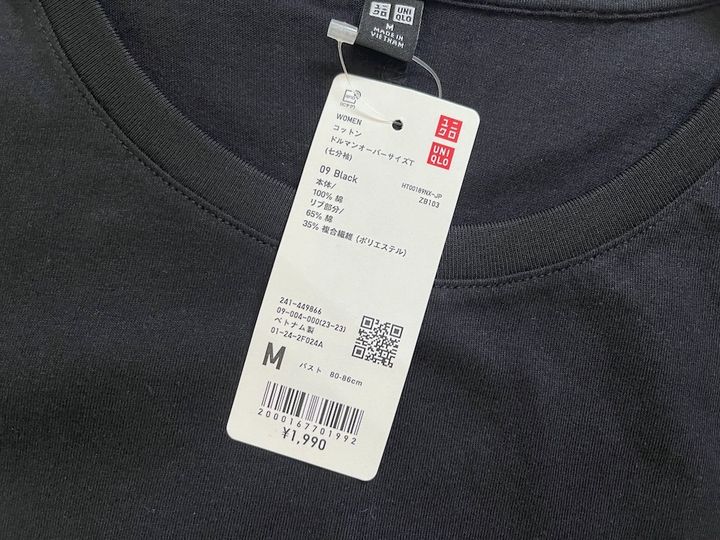 ユニ
クロ
UNI
QLO
M
MADE IN
VIETNAM
WOMEN
コットン
ドルマンオーバーサイズT
(七分袖)
ユニ
クロ
UNI
QLO
09 Black
HT00189NX-JP
ZB103
本体/
100% 綿
リブ部分/
65% 綿
35% 複合繊維 (ポリエステル)
241-449866
09-004-000(23-23)
ベトナム製
01-24-2F024A
M バスト 80-86cm
2000167701992
¥1,990